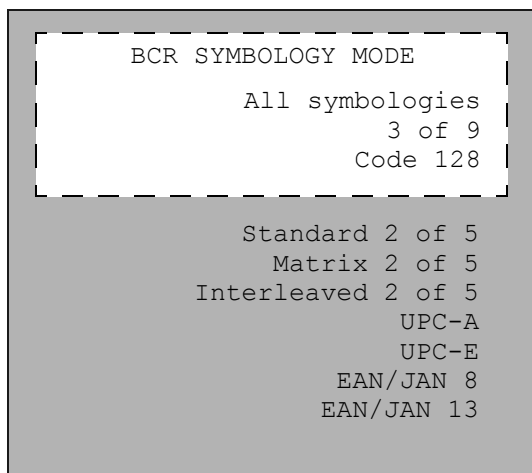 BCR SYMBOLOGY MODE
All symbologies
3 of 9
Code 128
Standard 2 of 5
Matrix 2 of 5
Interleaved 2 of 5
UPC-A
UPC-E
EAN/JAN 8
EAN/JAN 13